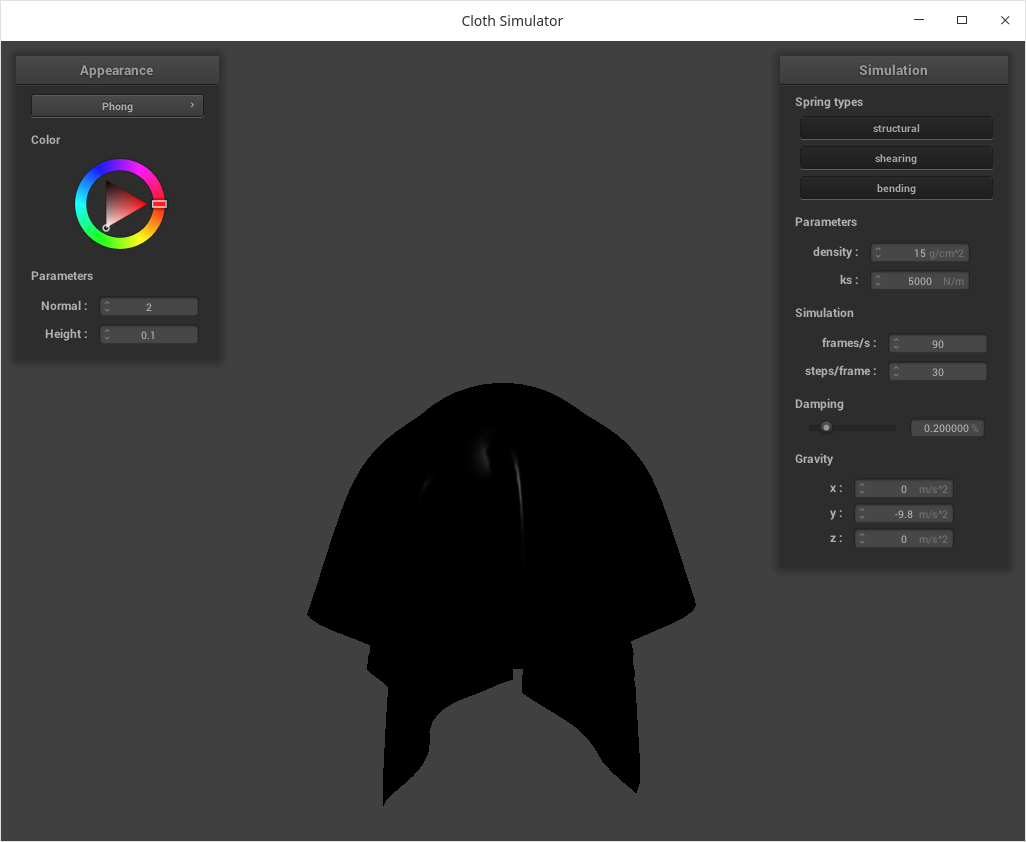 Cloth Simulator
Appearance
Phong
Color
Parameters
Normal : 2
Height : 0.1
Simulation
Spring types
structural
shearing
bending
Parameters
density : 15 g/cm^2
ks : 5000 N/m
Simulation
frames/s : 90
steps/frame : 30
Damping
0.200000 %
Gravity
x : 0 m/s^2
y : -9.8 m/s^2
z : 0 m/s^2